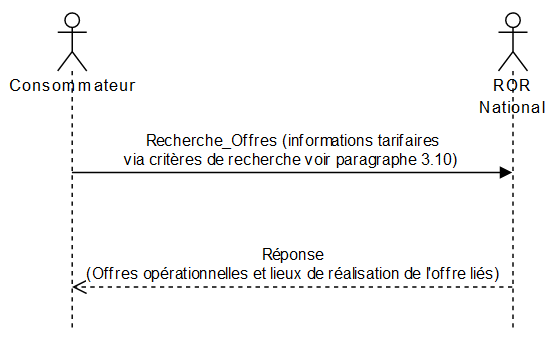 Consommateur
ROR
National
Recherche_Offres (informations tarifaires
via critères de recherche voir paragraphe 3.10)
Réponse
(Offres opérationnelles et lieux de réalisation de l'offre liés)